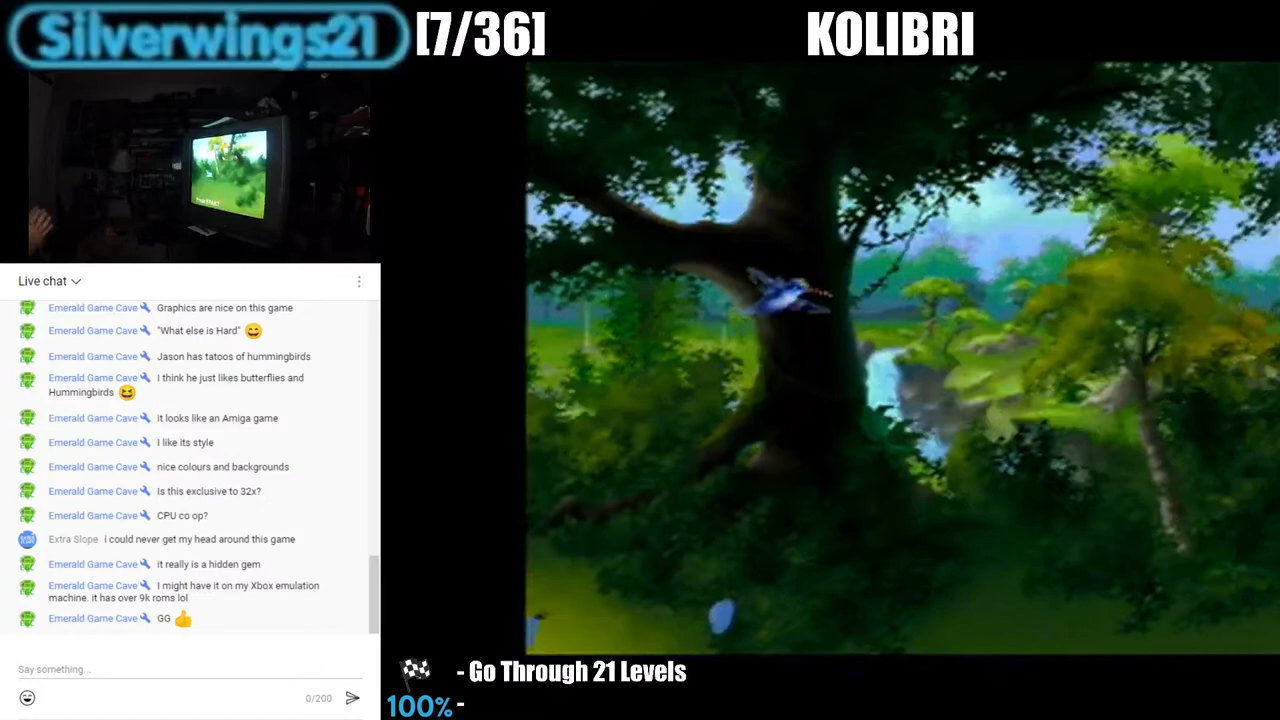 Silverwings21
[7/36]
KOLIBRI
Live chat
Emerald Game Cave Graphics are nice on this game
Emerald Game Cave "What else is Hard" 😄
Emerald Game Cave Jason has tatoos of hummingbirds
Emerald Game Cave I think he just likes butterflies and
Hummingbirds 😆
Emerald Game Cave it looks like an Amiga game
Emerald Game Cave I like its style
Emerald Game Cave nice colours and backgrounds
Emerald Game Cave Is this exclusive to 32x?
Emerald Game Cave CPU co op?
Extra Slope i could never get my head around this game
Emerald Game Cave it really is a hidden gem
Emerald Game Cave I might have it on my Xbox emulation
machine. it has over 9k roms lol
Emerald Game Cave GG 👍
Say something...
0/200
- Go Through 21 Levels
100% -